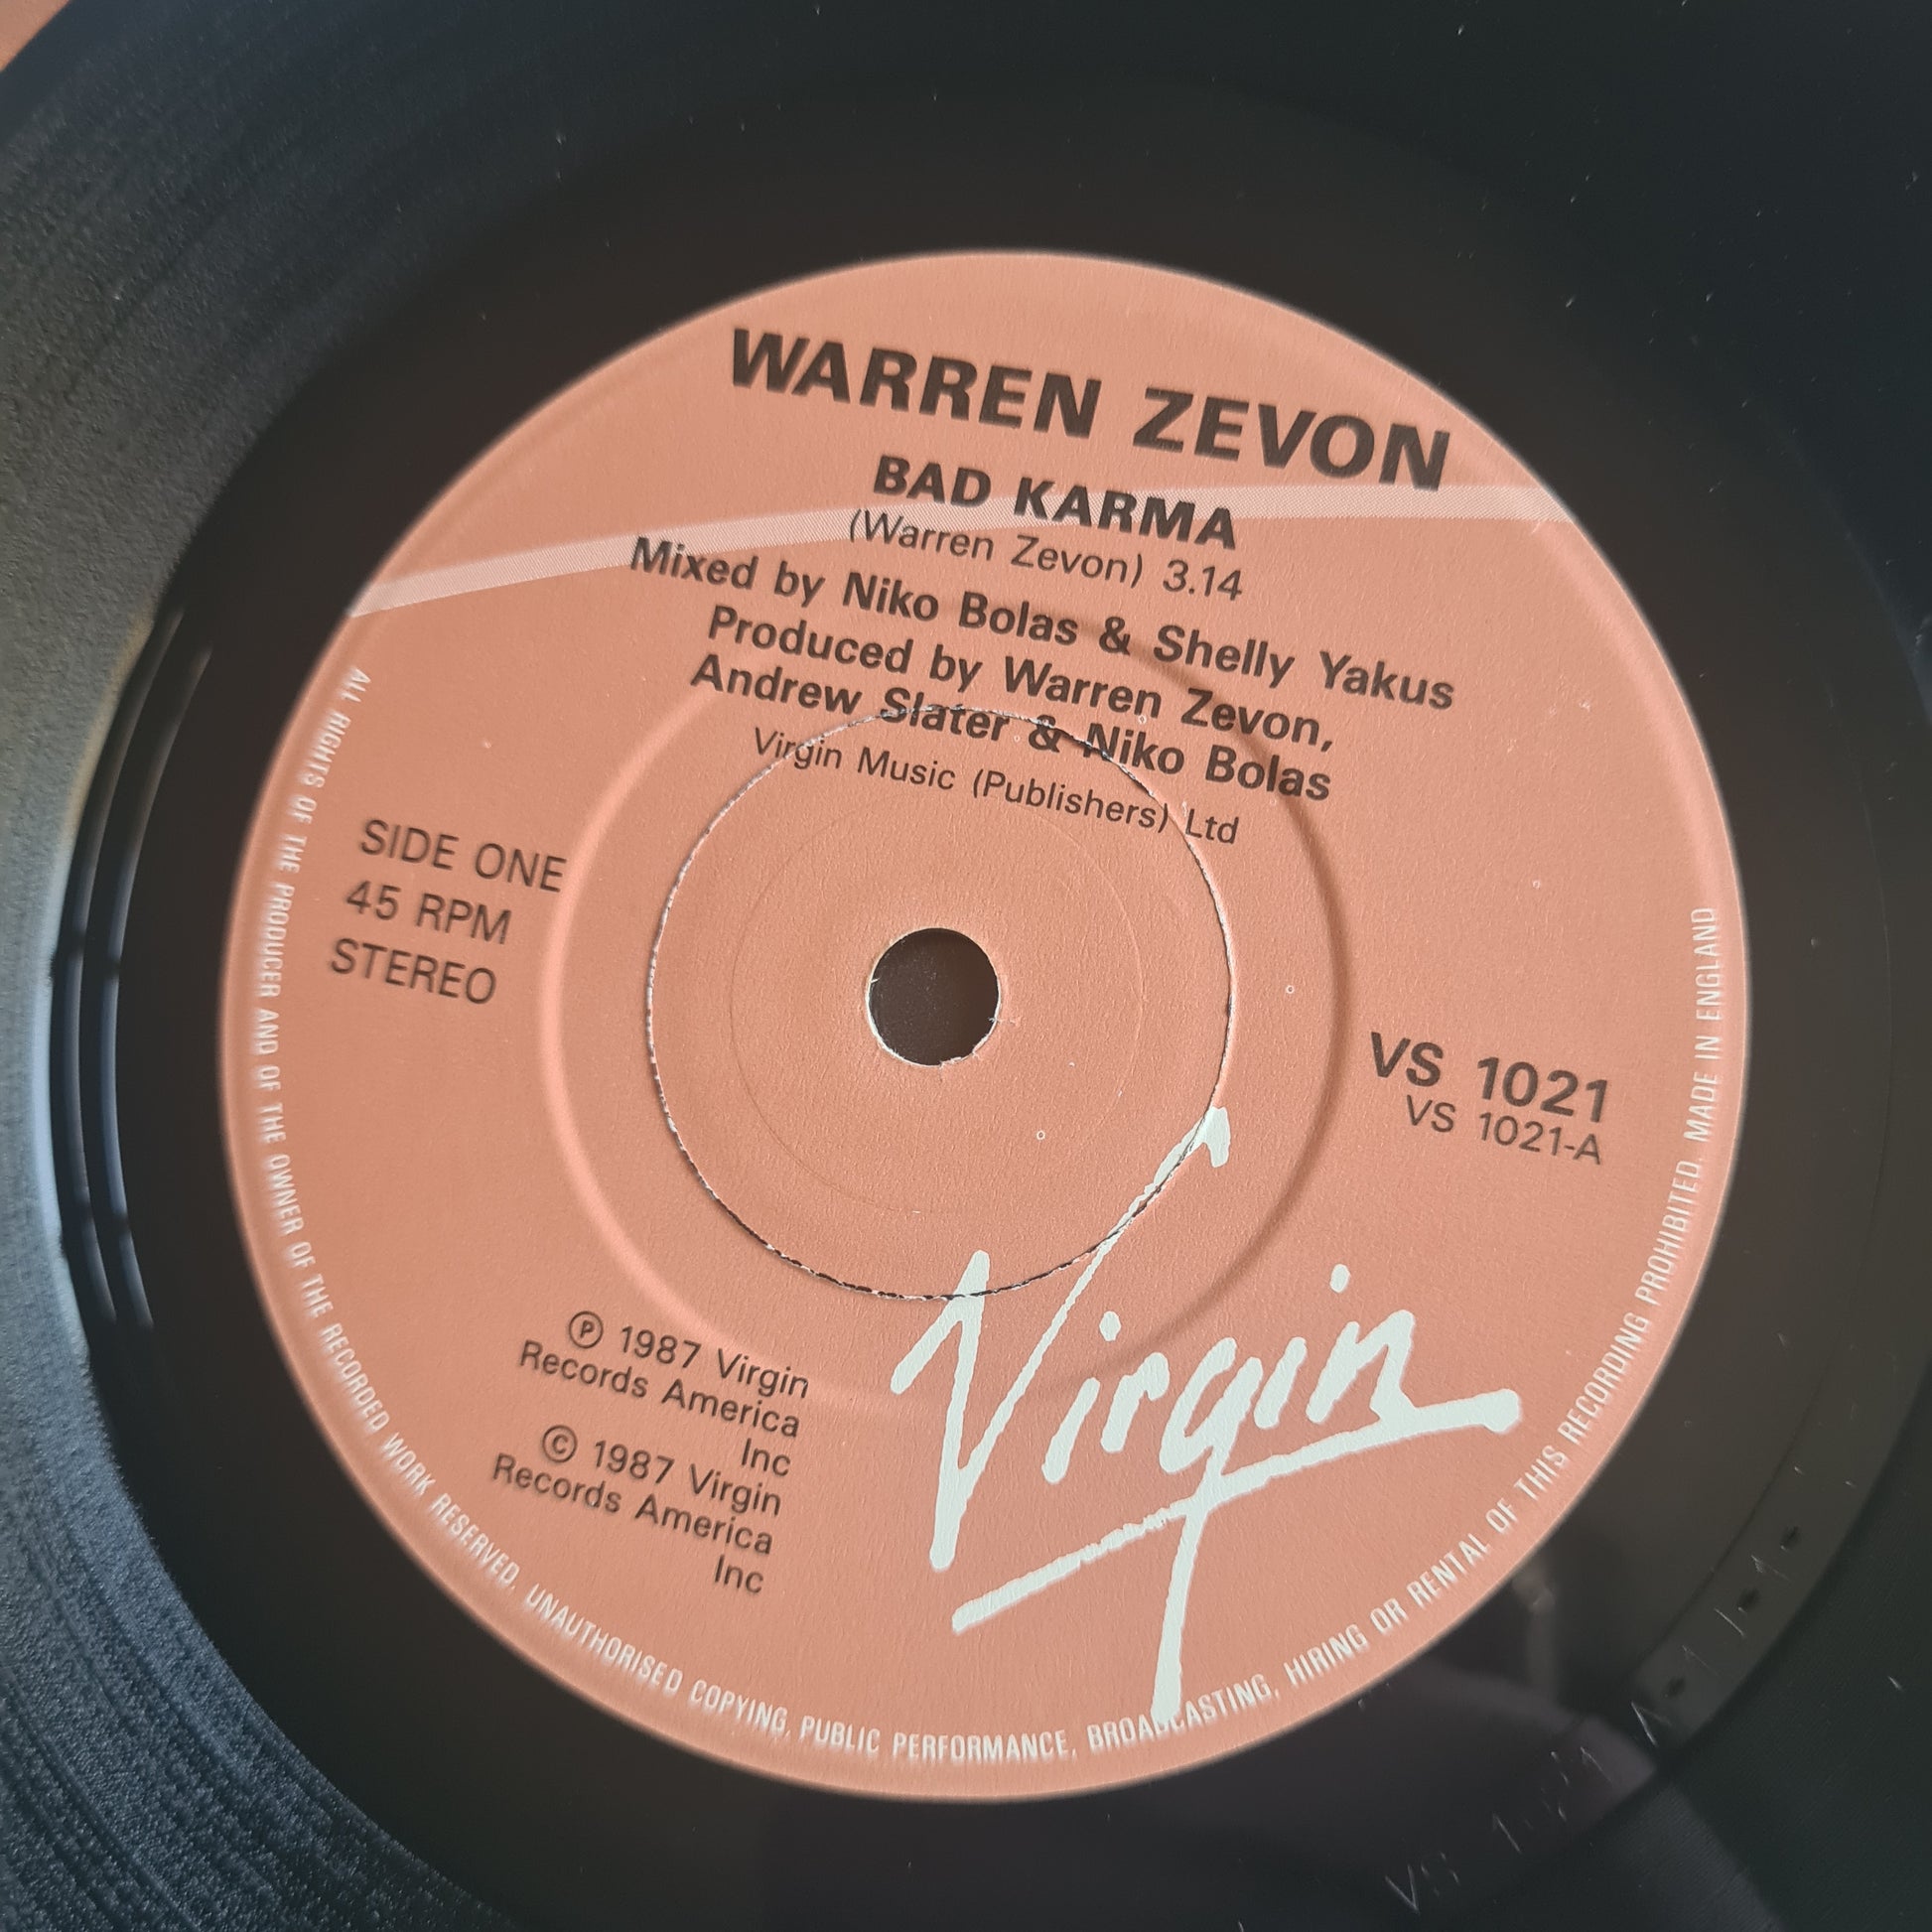 WARREN ZEVON
BAD KARMA
(Warren Zevon) 3.14
Mixed by Niko Bolas & Shelly Yakus
Produced by Warren Zevon,
Andrew Slater & Niko Bolas
Virgin Music (Publishers) Ltd
SIDE ONE
45 RPM
STEREO
VS 1021
VS 1021-A
Ⓟ 1987 Virgin
Records America
Inc
© 1987 Virgin
Records America
Inc
Virgin
ALL RIGHTS OF THE PRODUCER AND OF THE OWNER OF THE RECORDED WORK RESERVED. UNAUTHORISED COPYING, PUBLIC PERFORMANCE, BROADCASTING, HIRING OR RENTAL OF THIS RECORDING PROHIBITED. MADE IN ENGLAND